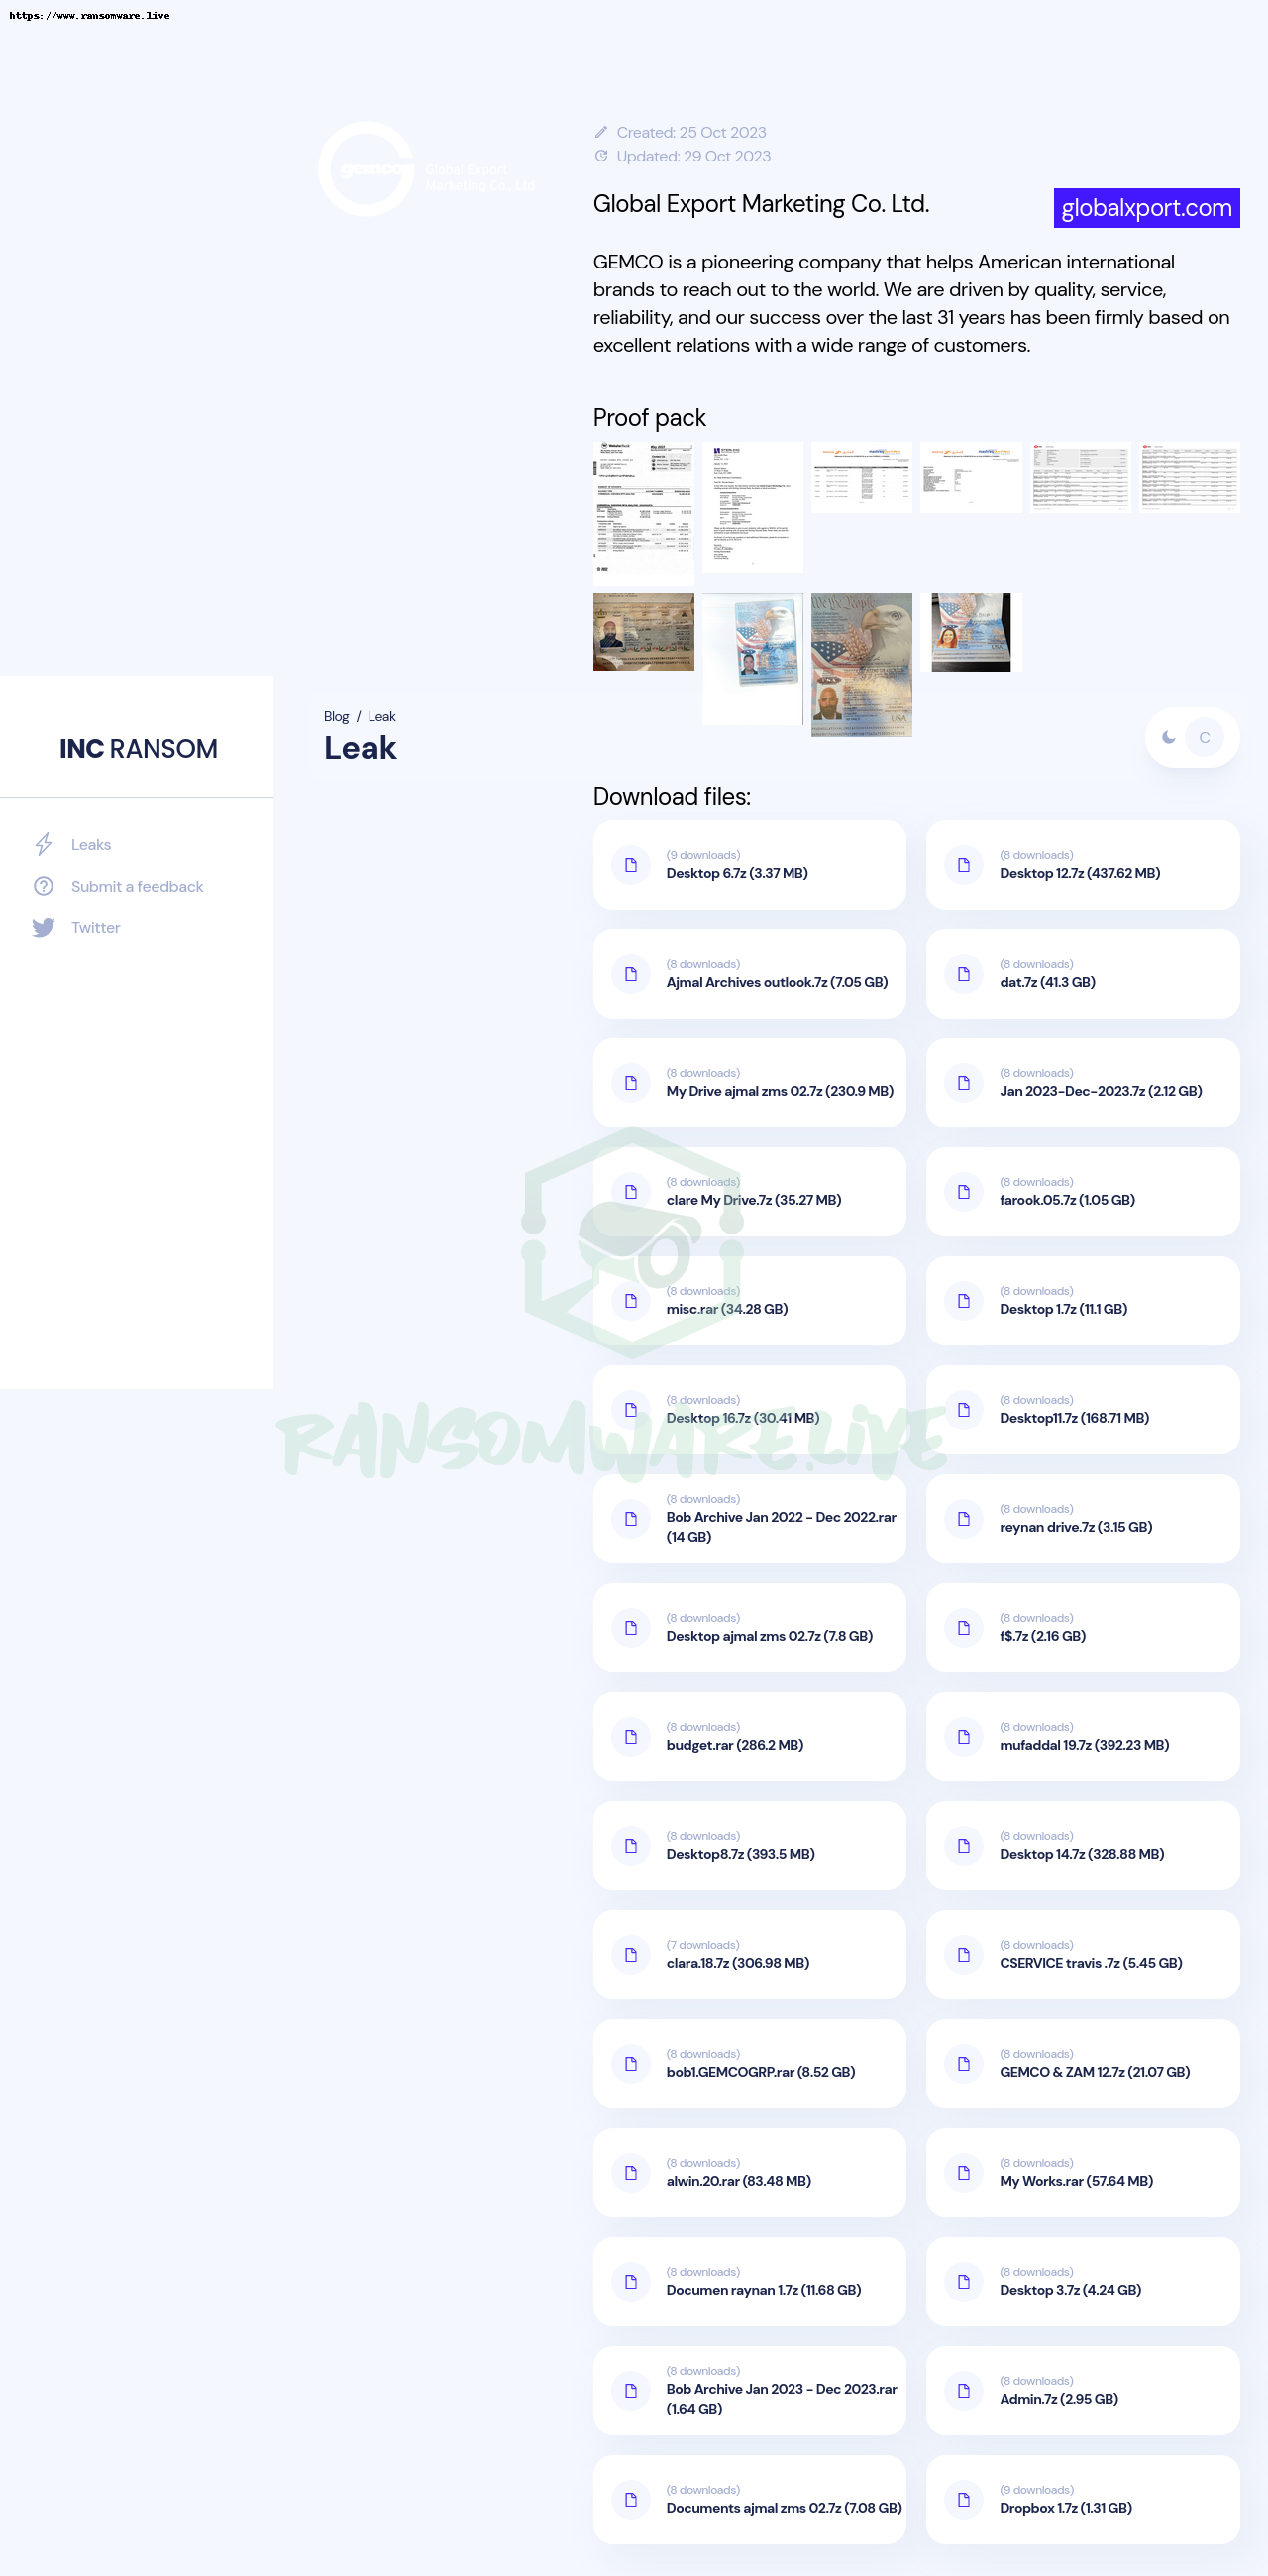 https://www.ransomware.live
gemco
Global Export
Marketing Co., Ltd
Created: 25 Oct 2023
Updated: 29 Oct 2023
Global Export Marketing Co. Ltd.
globalxport.com
GEMCO is a pioneering company that helps American international
brands to reach out to the world. We are driven by quality, service,
reliability, and our success over the last 31 years has been firmly based on
excellent relations with a wide range of customers.
Proof pack
INC RANSOM
Leaks
Submit a feedback
Twitter
Blog / Leak
Leak
C
Download files:
(9 downloads)
Desktop 6.7z (3.37 MB)
(8 downloads)
Desktop 12.7z (437.62 MB)
(8 downloads)
Ajmal Archives outlook.7z (7.05 GB)
(8 downloads)
dat.7z (41.3 GB)
(8 downloads)
My Drive ajmal zms 02.7z (230.9 MB)
(8 downloads)
Jan 2023-Dec-2023.7z (2.12 GB)
(8 downloads)
clare My Drive.7z (35.27 MB)
(8 downloads)
farook.05.7z (1.05 GB)
(8 downloads)
misc.rar (34.28 GB)
(8 downloads)
Desktop 1.7z (11.1 GB)
(8 downloads)
Desktop 16.7z (30.41 MB)
(8 downloads)
Desktop11.7z (168.71 MB)
RANSOMWARE.LIVE
(8 downloads)
Bob Archive Jan 2022 - Dec 2022.rar
(14 GB)
(8 downloads)
reynan drive.7z (3.15 GB)
(8 downloads)
Desktop ajmal zms 02.7z (7.8 GB)
(8 downloads)
f$.7z (2.16 GB)
(8 downloads)
budget.rar (286.2 MB)
(8 downloads)
mufaddal 19.7z (392.23 MB)
(8 downloads)
Desktop8.7z (393.5 MB)
(8 downloads)
Desktop 14.7z (328.88 MB)
(7 downloads)
clara.18.7z (306.98 MB)
(8 downloads)
CSERVICE travis .7z (5.45 GB)
(8 downloads)
bob1.GEMCOGRP.rar (8.52 GB)
(8 downloads)
GEMCO & ZAM 12.7z (21.07 GB)
(8 downloads)
alwin.20.rar (83.48 MB)
(8 downloads)
My Works.rar (57.64 MB)
(8 downloads)
Documen raynan 1.7z (11.68 GB)
(8 downloads)
Desktop 3.7z (4.24 GB)
(8 downloads)
Bob Archive Jan 2023 - Dec 2023.rar
(1.64 GB)
(8 downloads)
Admin.7z (2.95 GB)
(8 downloads)
Documents ajmal zms 02.7z (7.08 GB)
(9 downloads)
Dropbox 1.7z (1.31 GB)